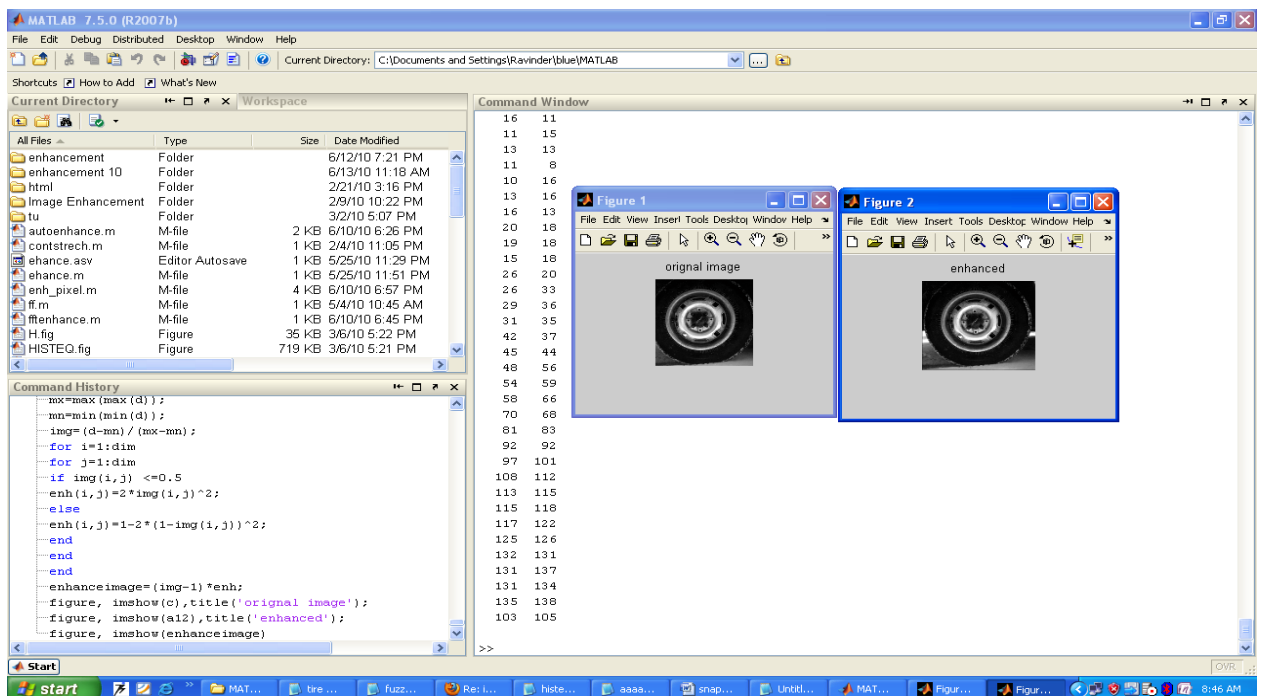 MATLAB 7.5.0 (R2007b)
File Edit Debug Distributed Desktop Window Help
Current Directory: C:\Documents and Settings\Ravinder\blue\MATLAB
Shortcuts How to Add What's New
Current Directory Workspace
All Files Type Size Date Modified
enhancement Folder 6/12/10 7:21 PM
enhancement 10 Folder 6/13/10 11:18 AM
html Folder 2/21/10 3:16 PM
Image Enhancement Folder 2/9/10 10:22 PM
tu Folder 3/2/10 5:07 PM
autoenhance.m M-file 2 KB 6/10/10 6:26 PM
contstrech.m M-file 1 KB 2/4/10 11:05 PM
ehance.asv Editor Autosave 1 KB 5/25/10 11:29 PM
ehance.m M-file 1 KB 5/25/10 11:51 PM
enh_pixel.m M-file 4 KB 6/10/10 6:57 PM
ff.m M-file 1 KB 5/4/10 10:45 AM
fftenhance.m M-file 1 KB 6/10/10 6:45 PM
H.fig Figure 35 KB 3/6/10 5:22 PM
HISTEQ.fig Figure 719 KB 3/6/10 5:21 PM
Command History
mx=max(max(d));
mn=min(min(d));
img=(d-mn)/(mx-mn);
for i=1:dim
for j=1:dim
if img(i,j) <=0.5
enh(i,j)=2*img(i,j)^2;
else
enh(i,j)=1-2*(1-img(i,j))^2;
end
end
end
enhanceimage=(img-1)*enh;
figure, imshow(c),title('orignal image');
figure, imshow(a12),title('enhanced');
figure, imshow(enhanceimage)
Command Window
16 11
11 15
13 13
11 8
10 16
13 16
16 13
20 18
19 18
15 18
26 20
26 33
29 36
31 35
42 37
45 44
48 56
54 59
58 66
70 68
81 83
92 92
97 101
108 112
113 115
115 118
117 122
125 126
132 131
131 137
131 134
135 138
103 105
>>
Figure 1
File Edit View Insert Tools Desktop Window Help
orignal image
Figure 2
File Edit View Insert Tools Desktop Window Help
enhanced
Start
OVR
start MAT... tire ... fuzz... Re: i... histe... aaaa... snap... Untitl... MAT... Figur... Figur... 8:46 AM